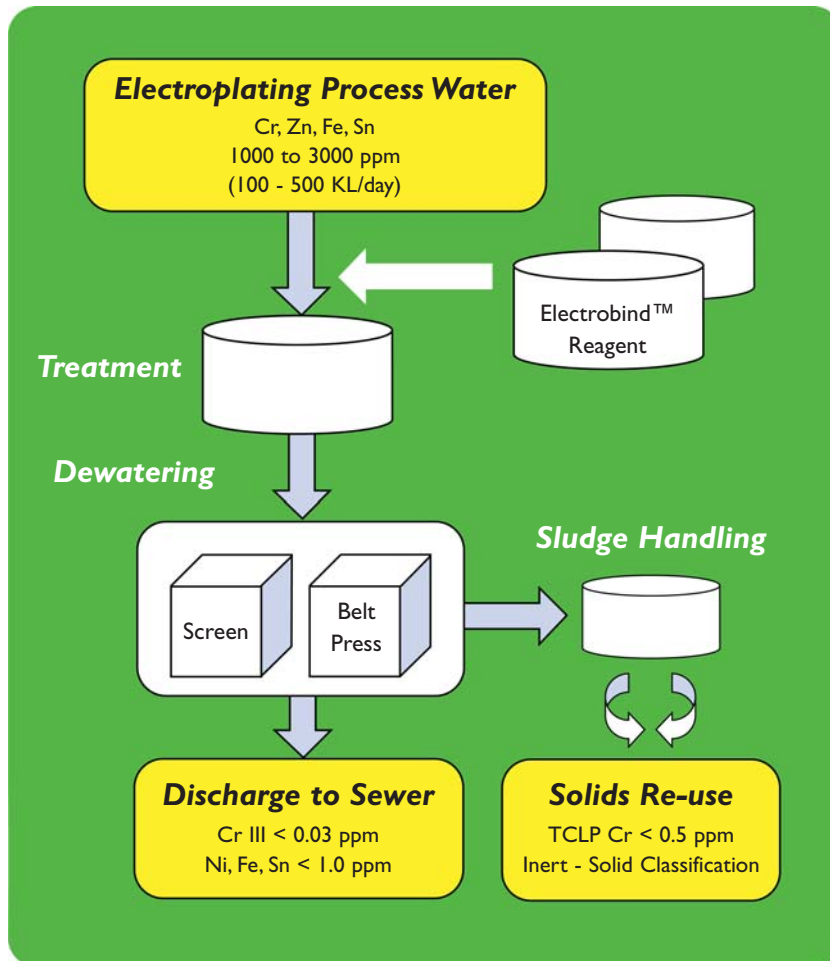 Electroplating Process Water
Cr, Zn, Fe, Sn
1000 to 3000 ppm
(100 - 500 KL/day)
Electrobind™
Reagent
Treatment
Dewatering
Sludge Handling
Screen
Belt
Press
Discharge to Sewer
Cr III < 0.03 ppm
Ni, Fe, Sn < 1.0 ppm
Solids Re-use
TCLP Cr < 0.5 ppm
Inert - Solid Classification